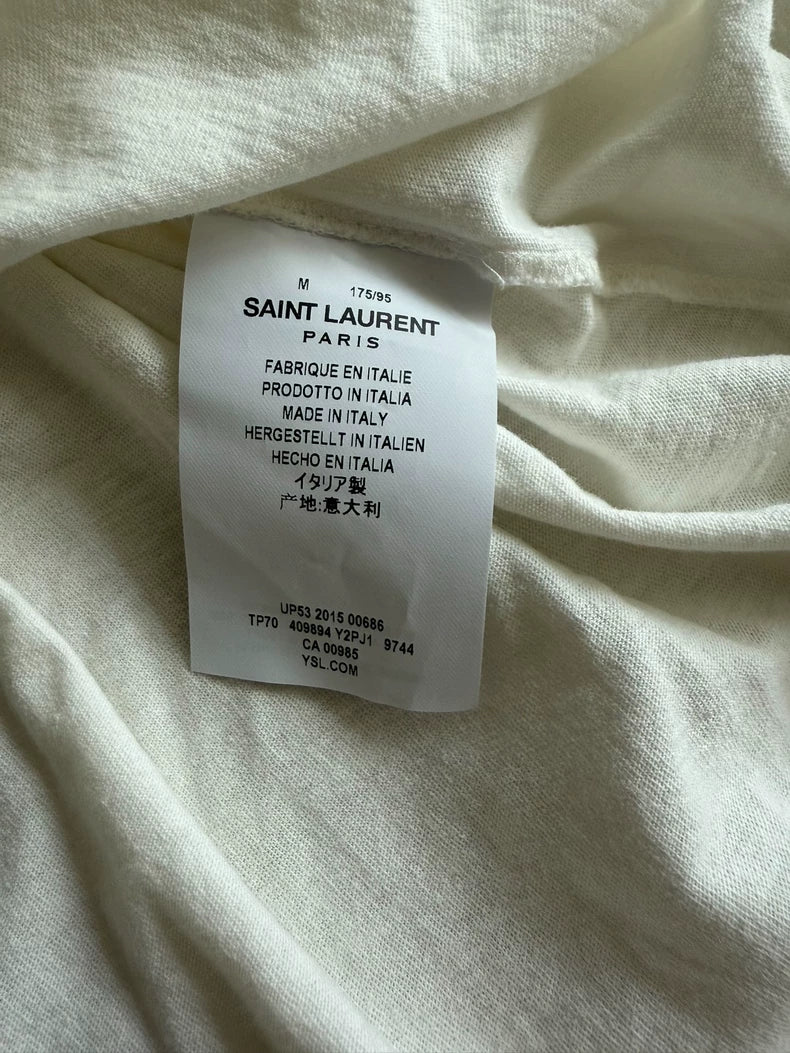 M 175/95
SAINT LAURENT
PARIS
FABRIQUE EN ITALIE
PRODOTTO IN ITALIA
MADE IN ITALY
HERGESTELLT IN ITALIEN
HECHO EN ITALIA
イタリア製
产地:意大利
UP53 2015 00686
TP70 409894 Y2PJ1 9744
CA 00985
YSL.COM